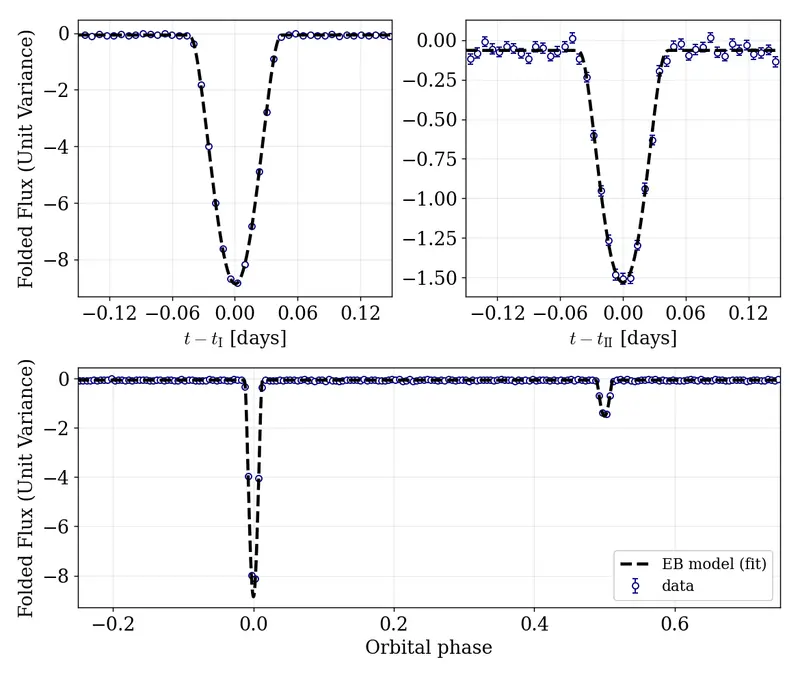 Folded Flux (Unit Variance)
0
−2
−4
−6
−8
−0.12 −0.06 0.00 0.06 0.12
t − t_I [days]
0.00
−0.25
−0.50
−0.75
−1.00
−1.25
−1.50
−0.12 −0.06 0.00 0.06 0.12
t − t_II [days]
Folded Flux (Unit Variance)
0
−2
−4
−6
−8
−0.2 0.0 0.2 0.4 0.6
Orbital phase
EB model (fit)
data